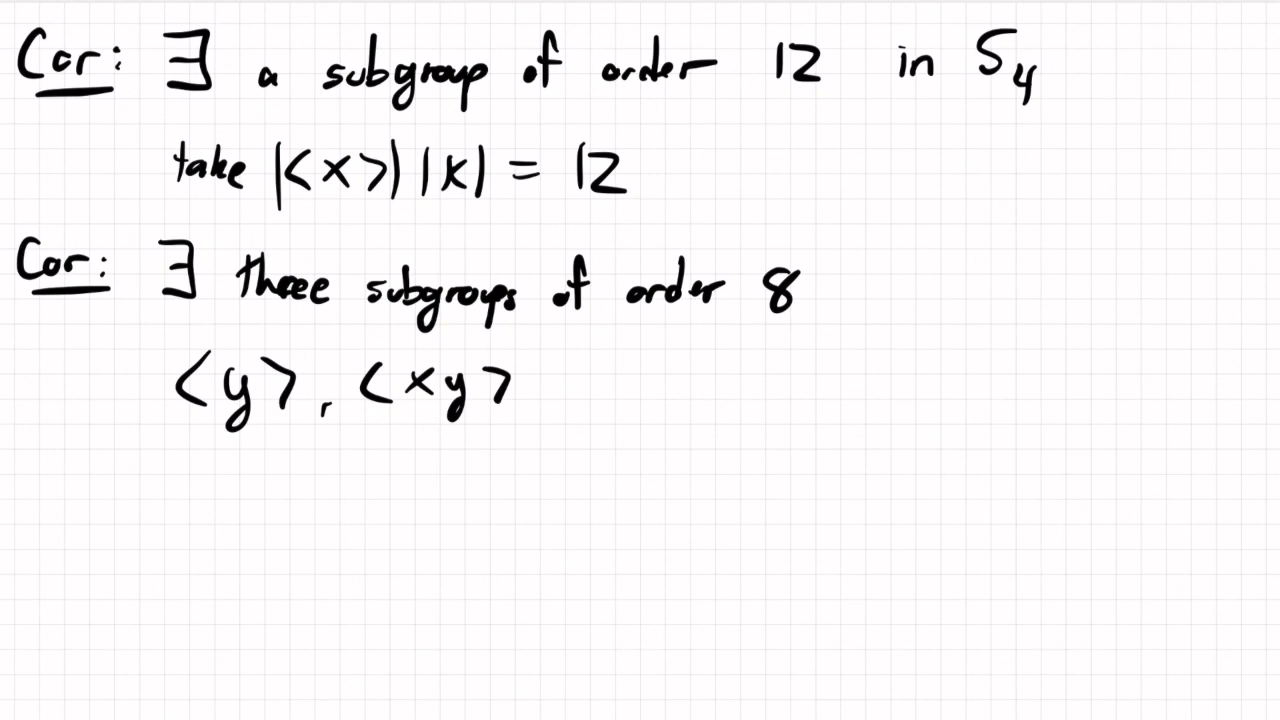 Cor: ∃ a subgroup of order 12 in S₄
take |<x>| |K| = 12
Cor: ∃ three subgroups of order 8
<y>, <xy>